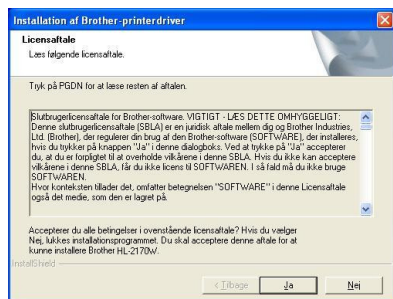 Installation af Brother-printerdriver
Licensaftale
Læs følgende licensaftale.
Tryk på PGDN for at læse resten af aftalen.
Slutbrugerlicensaftale for Brother-software. VIGTIGT - LÆS DETTE OMHYGGELIGT:
Denne slutbrugerlicensaftale (SBLA) er en juridisk aftale mellem dig og Brother Industries,
Ltd. (Brother), der regulerer din brug af den Brother-software (SOFTWARE), der installeres,
hvis du trykker på knappen "Ja" i denne dialogboks. Ved at trykke på "Ja" accepterer
du, at du er forpligtet til at overholde vilkårene i denne SBLA. Hvis du ikke kan acceptere
vilkårene i denne SBLA, får du ikke licens til SOFTWAREN. I så fald må du ikke bruge
SOFTWAREN.
Hvor konteksten tillader det, omfatter betegnelsen "SOFTWARE" i denne Licensaftale
også det medie, som den er lagret på.
Accepterer du alle betingelser i ovenstående licensaftale? Hvis du vælger
Nej, lukkes installationsprogrammet. Du skal acceptere denne aftale for at
kunne installere Brother HL-2170W.
InstallShield
< Tilbage
Ja
Nej